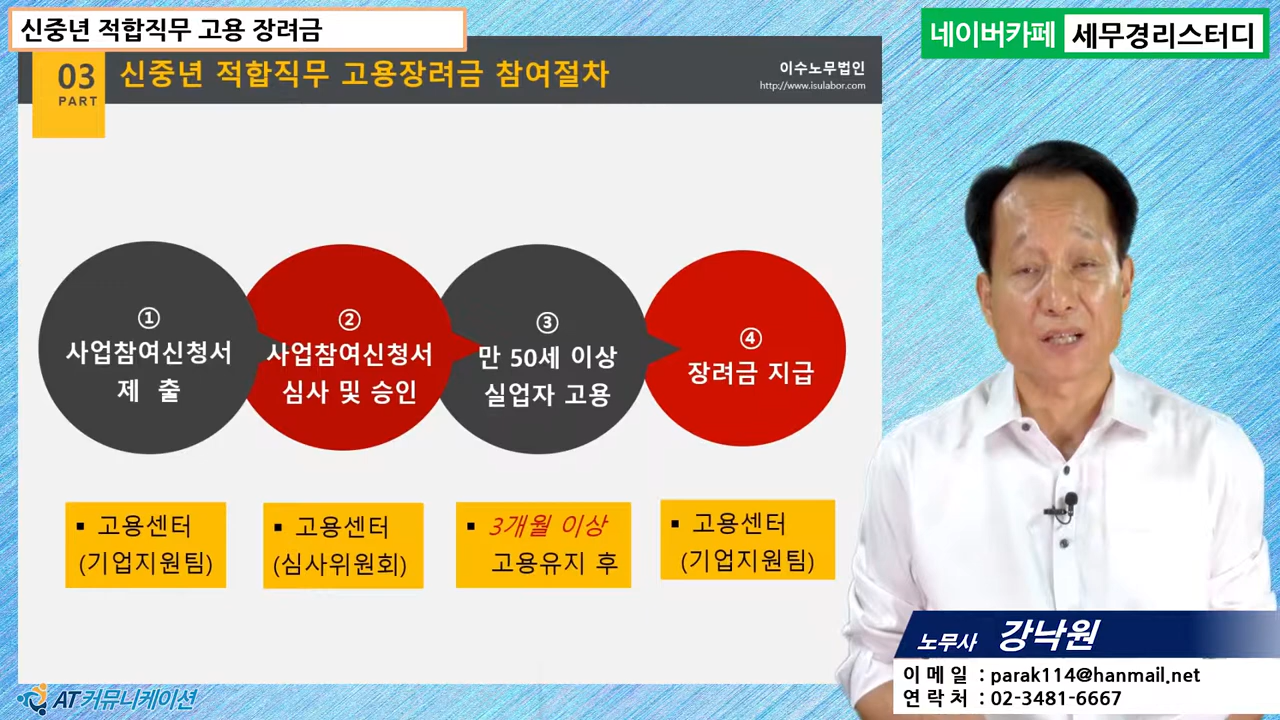 신중년 적합직무 고용 장려금
네이버카페 세무경리스터디
03
PART
신중년 적합직무 고용장려금 참여절차
이수노무법인
http://www.isulabor.com
①
사업참여신청서
제 출
②
사업참여신청서
심사 및 승인
③
만 50세 이상
실업자 고용
④
장려금 지급
▪ 고용센터
(기업지원팀)
▪ 고용센터
(심사위원회)
▪ 3개월 이상
고용유지 후
▪ 고용센터
(기업지원팀)
노무사 강낙원
이 메 일 : parak114@hanmail.net
연 락 처 : 02-3481-6667
AT커뮤니케이션